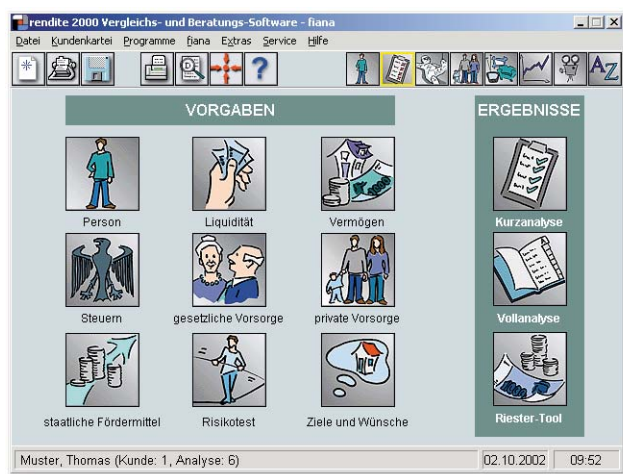 rendite 2000 Vergleichs- und Beratungs-Software - fiana
Datei Kundenkartei Programme fiana Extras Service Hilfe
? AZ
VORGABEN
ERGEBNISSE
Person Liquidität Vermögen
Kurzanalyse
Steuern gesetzliche Vorsorge private Vorsorge
Vollanalyse
staatliche Fördermittel Risikotest Ziele und Wünsche
Riester-Tool
Muster, Thomas (Kunde: 1, Analyse: 6) 02.10.2002 09:52